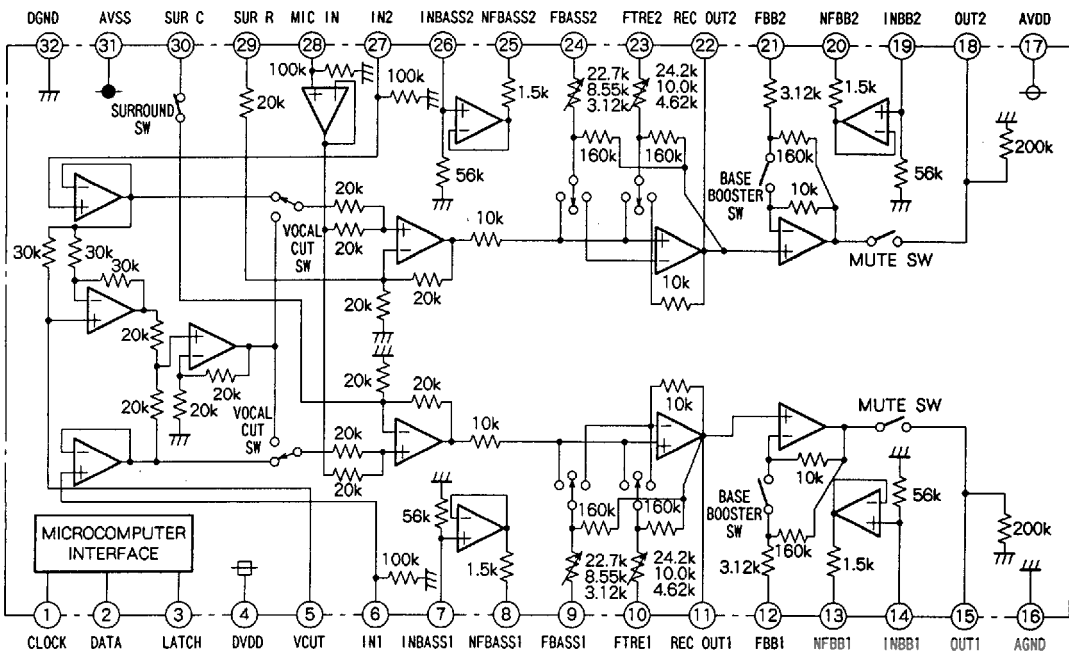 DGND AVSS SUR C SUR R MIC IN IN2 INBASS2 NFBASS2 FBASS2 FTRE2 REC OUT2 FBB2 NFBB2 INBB2 OUT2 AVDD
32 31 30 29 28 27 26 25 24 23 22 21 20 19 18 17
100k
20k
100k
1.5k
22.7k
8.55k
3.12k
24.2k
10.0k
4.62k
3.12k
1.5k
SURROUND
SW
56k
160k
160k
160k
56k
200k
BASE
BOOSTER
SW
10k
20k
20k
VOCAL
CUT
SW
10k
MUTE SW
30k
30k
30k
20k
20k
10k
20k
20k
20k
20k
20k
20k
20k
VOCAL
CUT
SW
10k
10k
MUTE SW
20k
20k
10k
56k
160k
160k
BASE
BOOSTER
SW
56k
160k
200k
MICROCOMPUTER
INTERFACE
100k
1.5k
22.7k
8.55k
3.12k
24.2k
10.0k
4.62k
3.12k
1.5k
1 2 3 4 5 6 7 8 9 10 11 12 13 14 15 16
CLOCK DATA LATCH DVDD VCUT IN1 INBASS1 NFBASS1 FBASS1 FTRE1 REC OUT1 FBB1 NFBB1 INBB1 OUT1 AGND